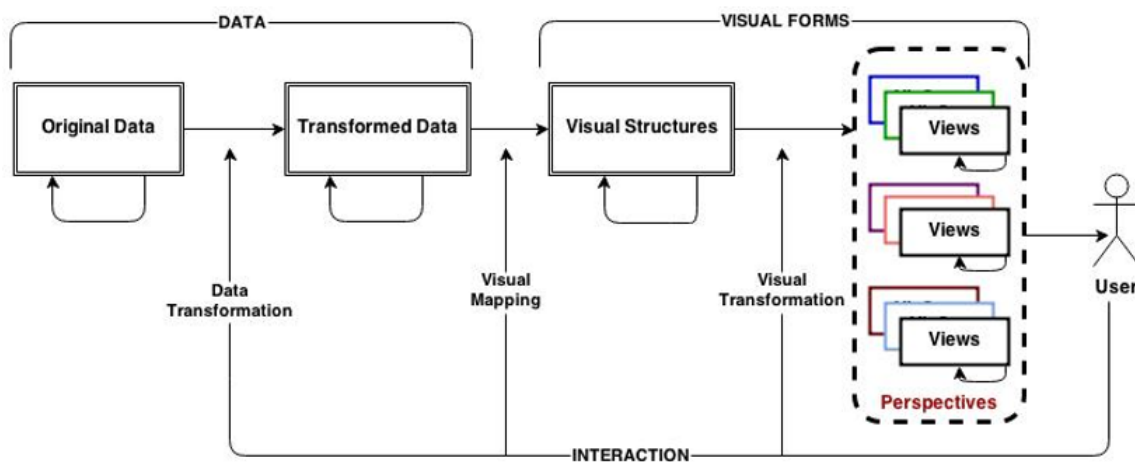 DATA
VISUAL FORMS
Original Data
Transformed Data
Visual Structures
Views
Views
Views
Perspectives
User
Data
Transformation
Visual
Mapping
Visual
Transformation
INTERACTION